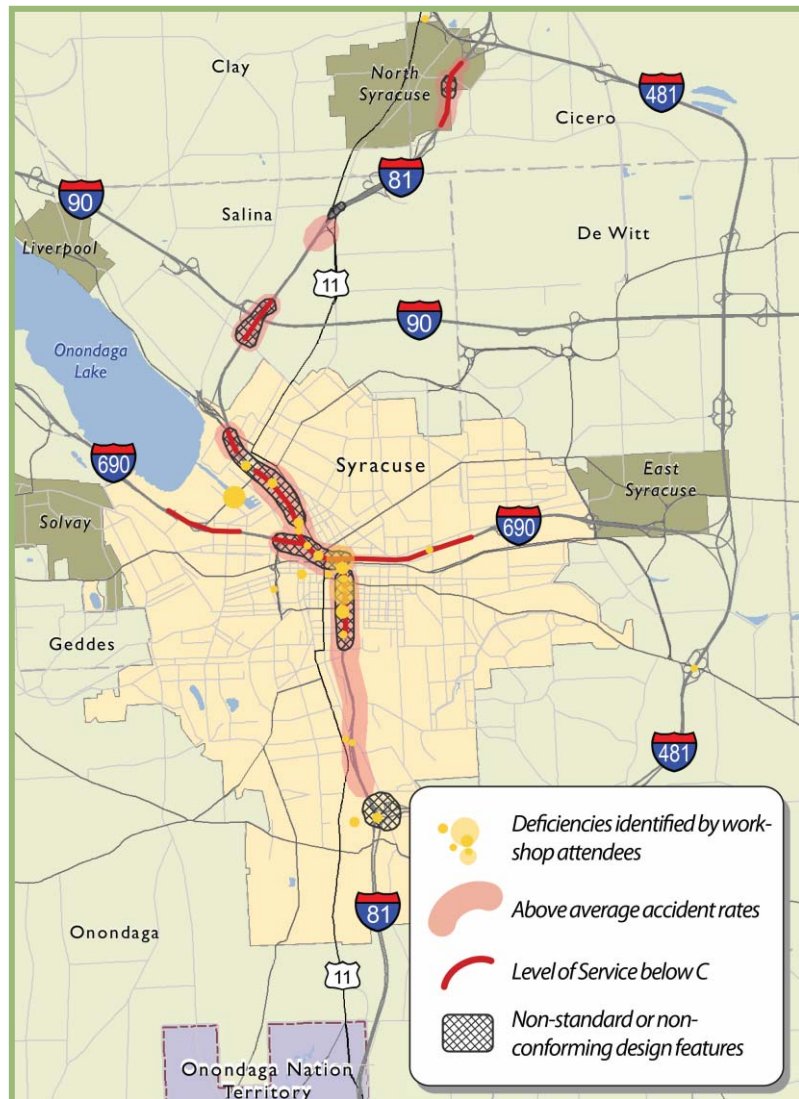 Clay
North
Syracuse
481
Cicero
81
90
Salina
Liverpool
De Witt
11
90
Onondaga
Lake
690
Syracuse
East
Syracuse
Solvay
690
Geddes
481
Deficiencies identified by work-
shop attendees
Above average accident rates
81
Onondaga
Level of Service below C
11
Non-standard or non-
conforming design features
Onondaga Nation
Territory